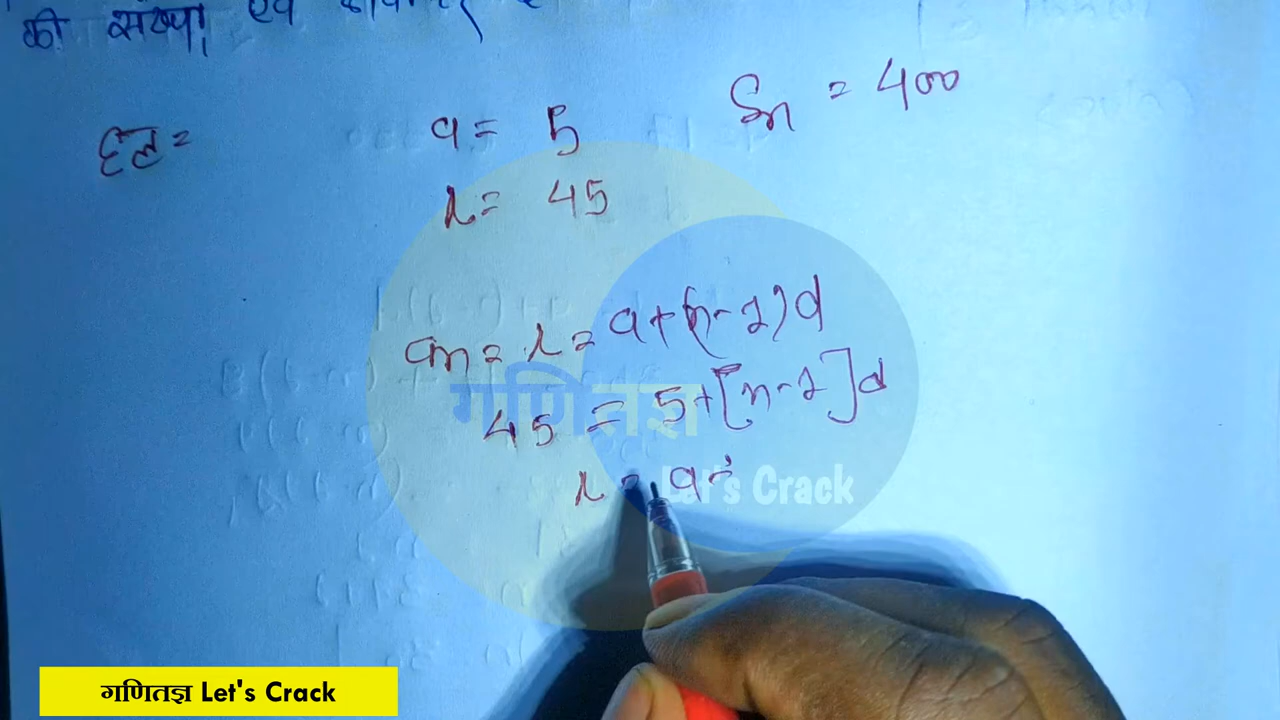 की संख्या एवं
हल =
a = 5
Sn = 400
l = 45
an = l = a + (n - 1) d
45 = 5 + [n - 1] d
l = a +
गणितज्ञ
Let's Crack
गणितज्ञ Let's Crack